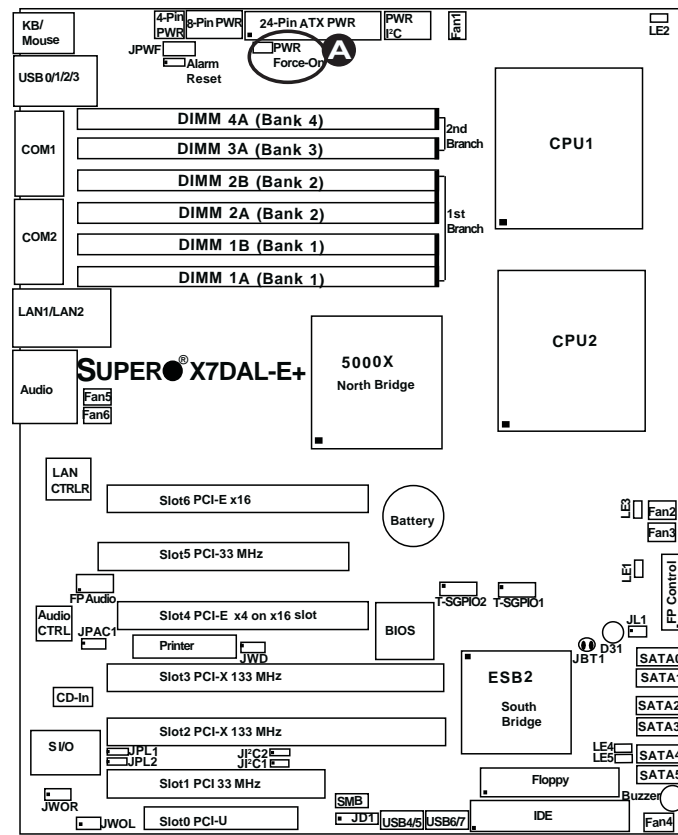 KB/
Mouse
4-Pin
PWR
8-Pin PWR
24-Pin ATX PWR
PWR
I²C
Fan1
LE2
JPWF
Alarm
Reset
PWR
Force-On
A
USB 0/1/2/3
DIMM 4A (Bank 4)
DIMM 3A (Bank 3)
2nd
Branch
DIMM 2B (Bank 2)
DIMM 2A (Bank 2)
DIMM 1B (Bank 1)
DIMM 1A (Bank 1)
1st
Branch
COM1
COM2
CPU1
CPU2
LAN1/LAN2
Audio
SUPER® X7DAL-E+
Fan5
Fan6
5000X
North Bridge
LAN
CTRLR
Slot6 PCI-E x16
Battery
LE3
Fan2
Fan3
Slot5 PCI-33 MHz
LE1
FP Control
FP Audio
T-SGPIO2
T-SGPIO1
Audio
CTRL
Slot4 PCI-E x4 on x16 slot
BIOS
JL1
D31
JBT1
JPAC1
Printer
JWD
SATA0
SATA1
Slot3 PCI-X 133 MHz
ESB2
South
Bridge
CD-In
SATA2
SATA3
Slot2 PCI-X 133 MHz
S I/O
JPL1
JPL2
JI²C2
JI²C1
LE4
LE5
SATA4
SATA5
Slot1 PCI 33 MHz
Floppy
Buzzer
JWOR
SMB
JWOL
Slot0 PCI-U
JD1
USB4/5
USB6/7
IDE
Fan4